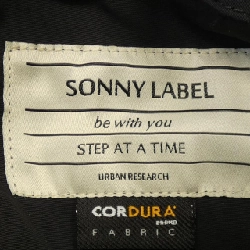 SONNY LABEL
be with you
STEP AT A TIME
URBAN RESEARCH
CORDURA
BRAND
FABRIC